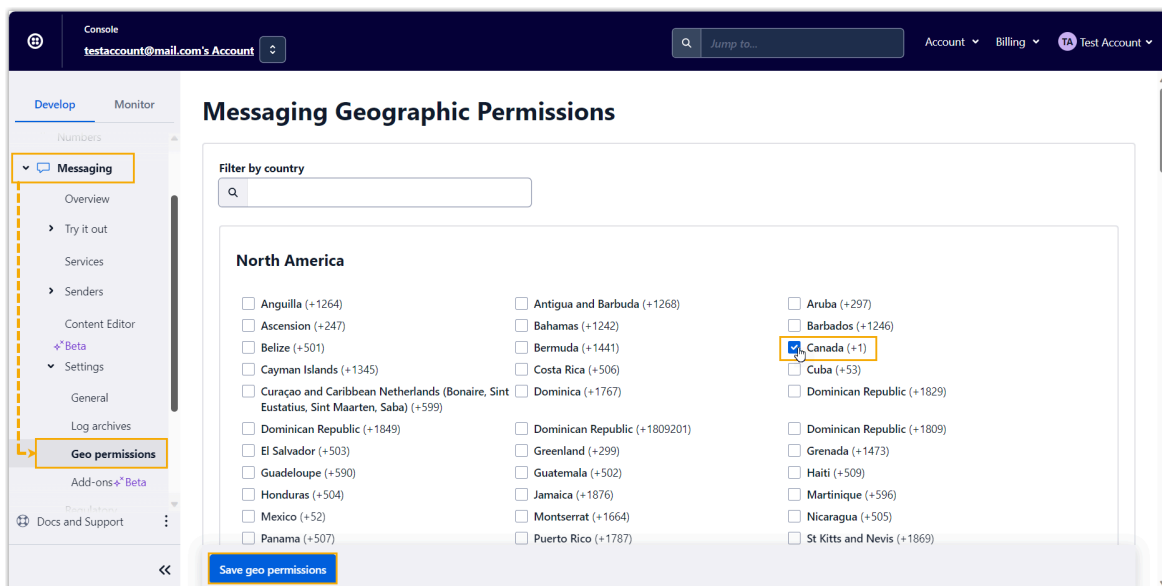 Console
testaccount@mail.com's Account
Jump to...
Account
Billing
TA Test Account
Develop
Monitor
Numbers
Messaging
Overview
Try it out
Services
Senders
Content Editor
Beta
Settings
General
Log archives
Geo permissions
Add-ons Beta
Regulatory
Docs and Support
Messaging Geographic Permissions
Filter by country
North America
Anguilla (+1264) Antigua and Barbuda (+1268) Aruba (+297)
Ascension (+247) Bahamas (+1242) Barbados (+1246)
Belize (+501) Bermuda (+1441) Canada (+1)
Cayman Islands (+1345) Costa Rica (+506) Cuba (+53)
Curaçao and Caribbean Netherlands (Bonaire, Sint Dominica (+1767) Dominican Republic (+1829)
Eustatius, Sint Maarten, Saba) (+599)
Dominican Republic (+1849) Dominican Republic (+1809201) Dominican Republic (+1809)
El Salvador (+503) Greenland (+299) Grenada (+1473)
Guadeloupe (+590) Guatemala (+502) Haiti (+509)
Honduras (+504) Jamaica (+1876) Martinique (+596)
Mexico (+52) Montserrat (+1664) Nicaragua (+505)
Panama (+507) Puerto Rico (+1787) St Kitts and Nevis (+1869)
Save geo permissions